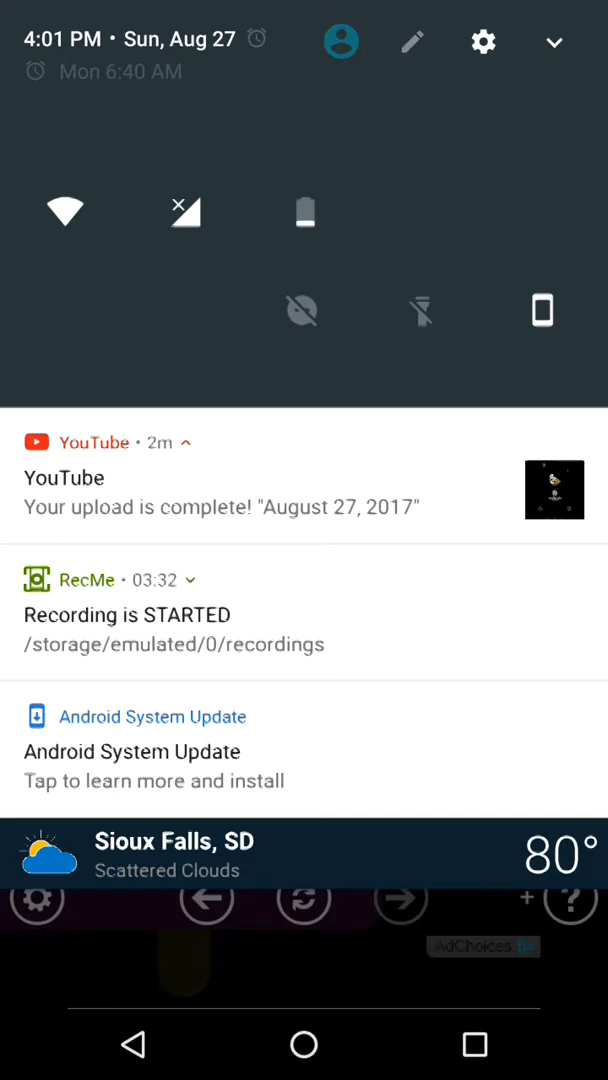 4:01 PM • Sun, Aug 27
Mon 6:40 AM
YouTube • 2m
YouTube
Your upload is complete! "August 27, 2017"
RecMe • 03:32
Recording is STARTED
/storage/emulated/0/recordings
Android System Update
Android System Update
Tap to learn more and install
Sioux Falls, SD
80°
Scattered Clouds
+ ?
AdChoices